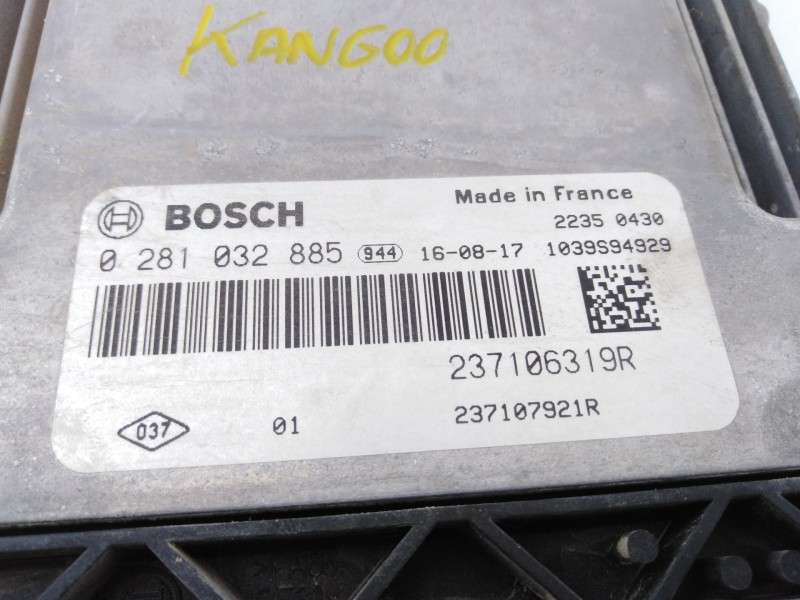 KANGOO
BOSCH
Made in France
2235 0430
0 281 032 885 944 16-08-17 1039S94929
237106319R
037 01 237107921R